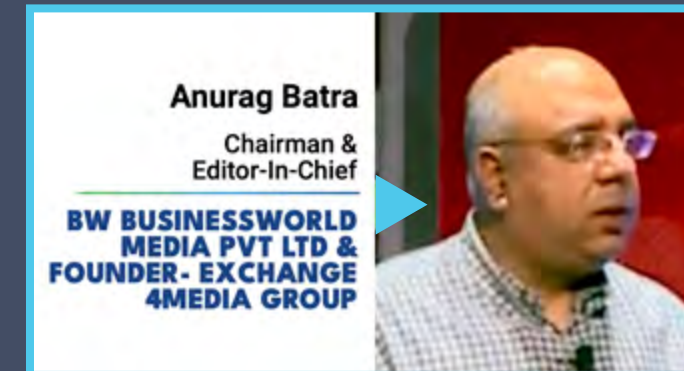 Anurag Batra
Chairman &
Editor-In-Chief
BW BUSINESSWORLD
MEDIA PVT LTD &
FOUNDER- EXCHANGE
4MEDIA GROUP